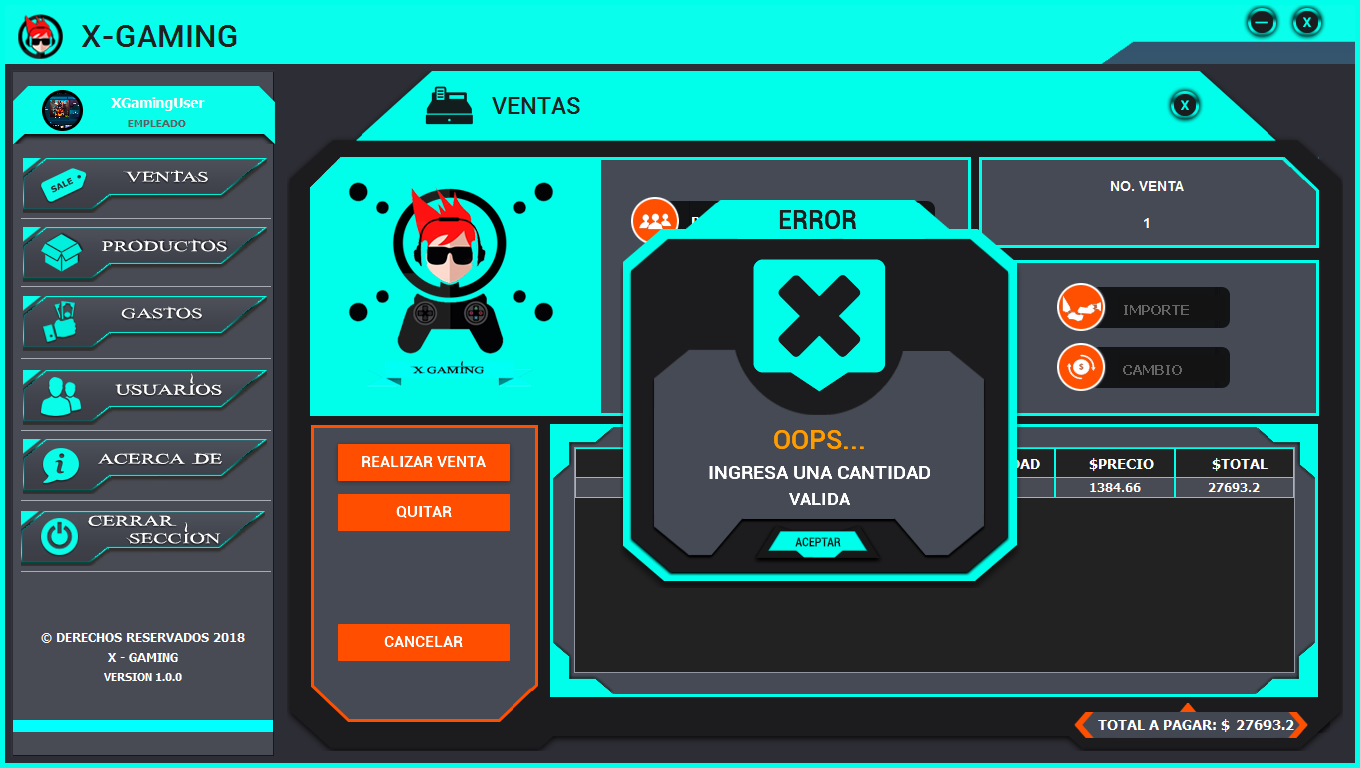 X-GAMING
X
XGamingUser
EMPLEADO
SALE
VENTAS
PRODUCTOS
GASTOS
USUARIOS
ACERCA DE
CERRAR
SECCION
© DERECHOS RESERVADOS 2018
X - GAMING
VERSION 1.0.0
VENTAS
X
X GAMING
NO. VENTA
1
IMPORTE
CAMBIO
ERROR
OOPS...
INGRESA UNA CANTIDAD
VALIDA
ACEPTAR
REALIZAR VENTA
QUITAR
CANCELAR
$PRECIO $TOTAL
1384.66 27693.2
TOTAL A PAGAR: $ 27693.2